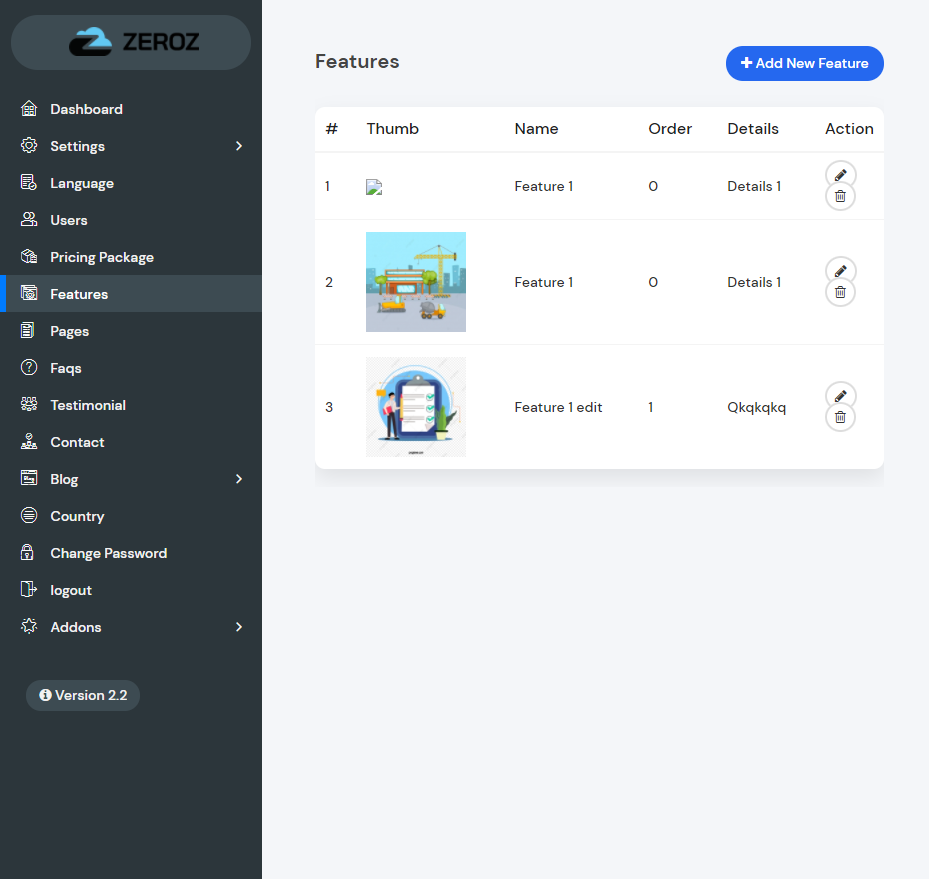 ZEROZ
Dashboard
Settings
Language
Users
Pricing Package
Features
Pages
Faqs
Testimonial
Contact
Blog
Country
Change Password
logout
Addons
Version 2.2
Features
+ Add New Feature
# Thumb Name Order Details Action
1 Feature 1 0 Details 1
2 Feature 1 0 Details 1
3 Feature 1 edit 1 Qkqkqkq